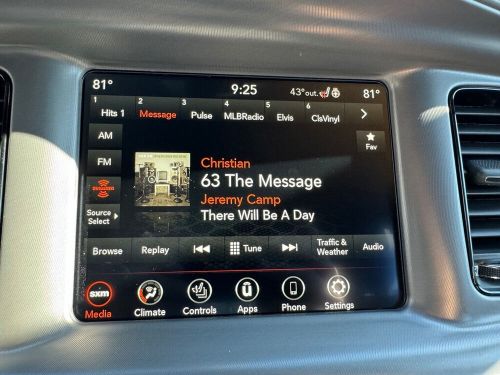 81° 9:25 43° out. 81°
1 2 3 4 5 6
Hits 1 Message Pulse MLBRadio Elvis ClsVinyl
AM
FM
SiriusXM
Source
Select
Fav
Christian
63 The Message
Jeremy Camp
There Will Be A Day
Browse Replay Tune Traffic & Weather Audio
sxm
Media Climate Controls Apps Phone Settings